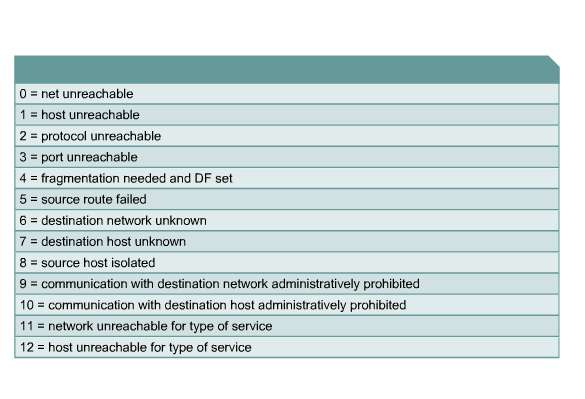 0 = net unreachable
1 = host unreachable
2 = protocol unreachable
3 = port unreachable
4 = fragmentation needed and DF set
5 = source route failed
6 = destination network unknown
7 = destination host unknown
8 = source host isolated
9 = communication with destination network administratively prohibited
10 = communication with destination host administratively prohibited
11 = network unreachable for type of service
12 = host unreachable for type of service